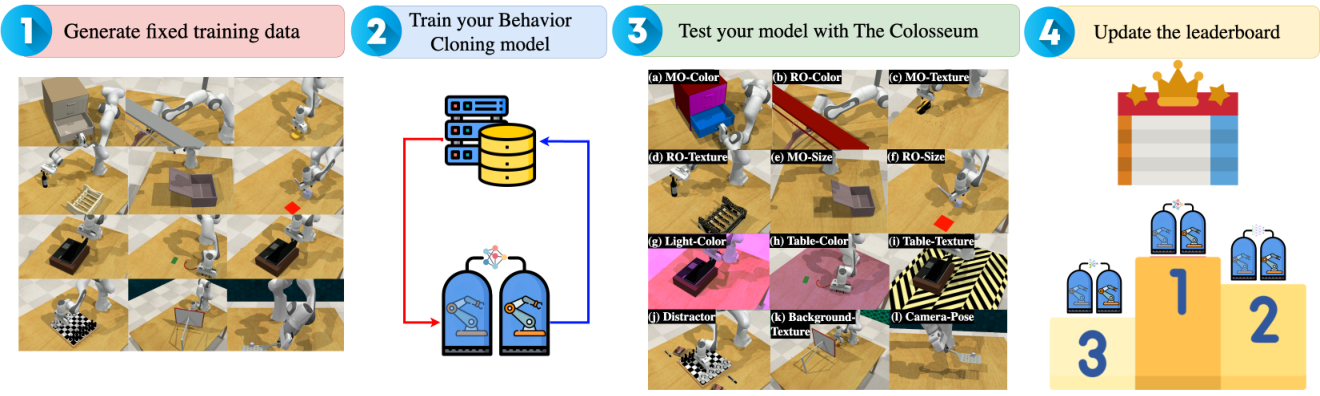 1
Generate fixed training data
2
Train your Behavior
Cloning model
3
Test your model with The Colosseum
4
Update the leaderboard
(a) MO-Color
(b) RO-Color
(c) MO-Texture
(d) RO-Texture
(e) MO-Size
(f) RO-Size
(g) Light-Color
(h) Table-Color
(i) Table-Texture
(j) Distractor
(k) Background-
Texture
(l) Camera-Pose
1
2
3